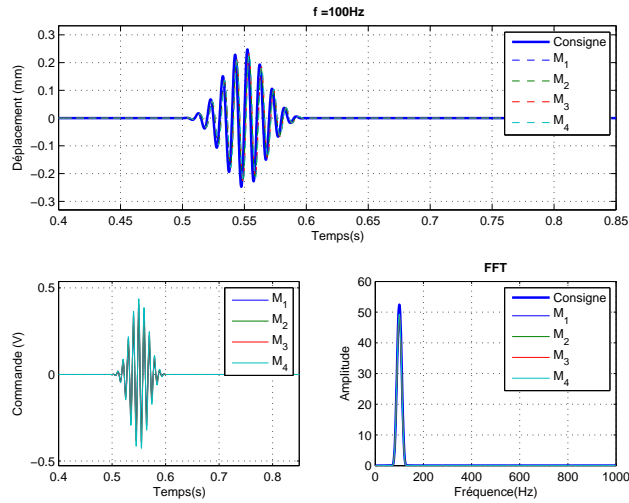 f =100Hz
0.3
0.2
0.1
0
−0.1
−0.2
−0.3
Déplacement (mm)
0.4
0.45
0.5
0.55
0.6
0.65
0.7
0.75
0.8
0.85
Temps(s)
Consigne
M1
M2
M3
M4
0.5
0
−0.5
Commande (V)
0.4
0.5
0.6
0.7
0.8
Temps(s)
M1
M2
M3
M4
FFT
60
50
40
30
20
10
0
Amplitude
0
200
400
600
800
1000
Fréquence(Hz)
Consigne
M1
M2
M3
M4